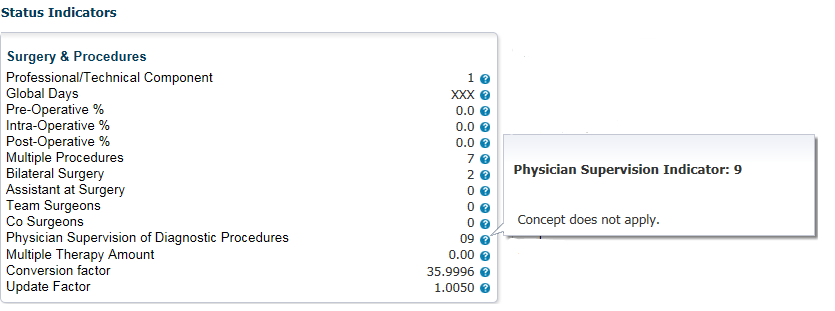 Status Indicators
Surgery & Procedures
Professional/Technical Component 1
Global Days XXX
Pre-Operative % 0.0
Intra-Operative % 0.0
Post-Operative % 0.0
Multiple Procedures 7
Bilateral Surgery 2
Assistant at Surgery 0
Team Surgeons 0
Co Surgeons 0
Physician Supervision of Diagnostic Procedures 09
Multiple Therapy Amount 0.00
Conversion factor 35.9996
Update Factor 1.0050
Physician Supervision Indicator: 9
Concept does not apply.